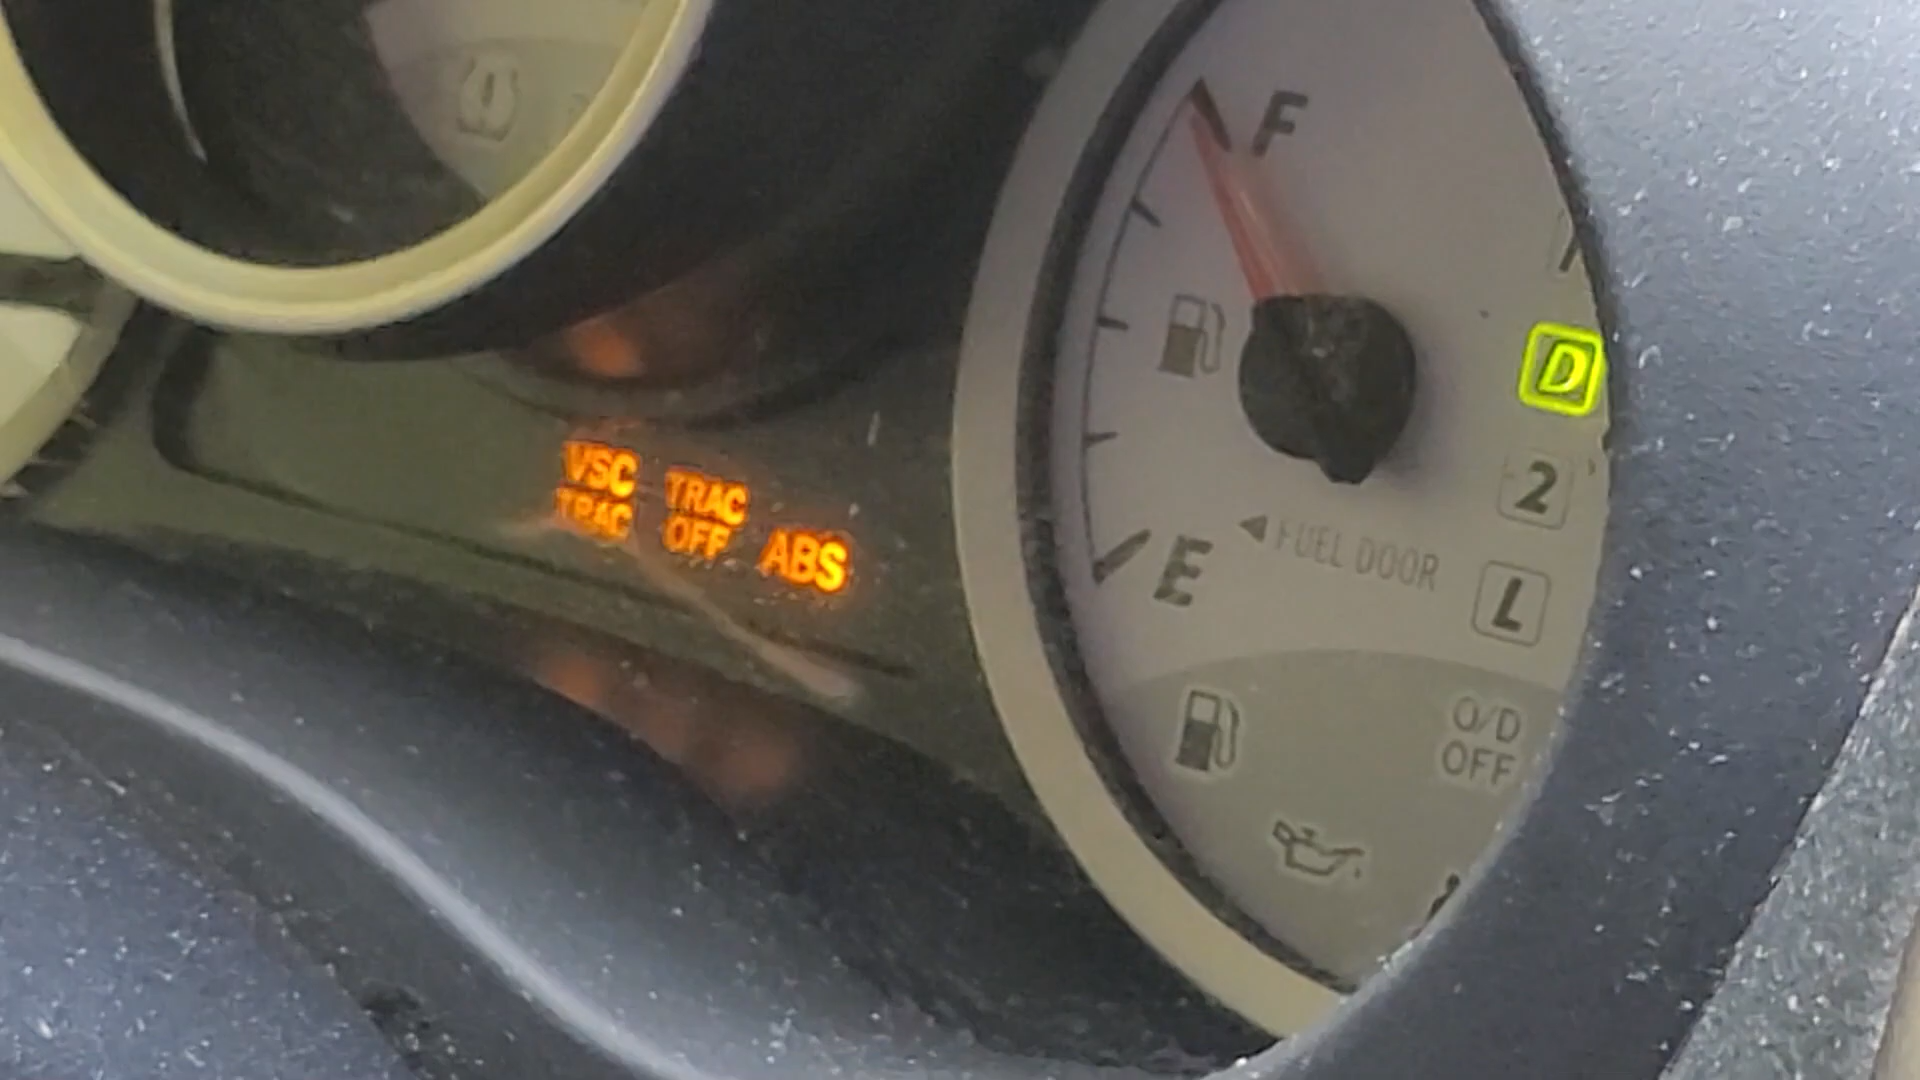 F
D
VSC
TRAC
TRAC
OFF
ABS
2
FUEL DOOR
E
L
O/D
OFF